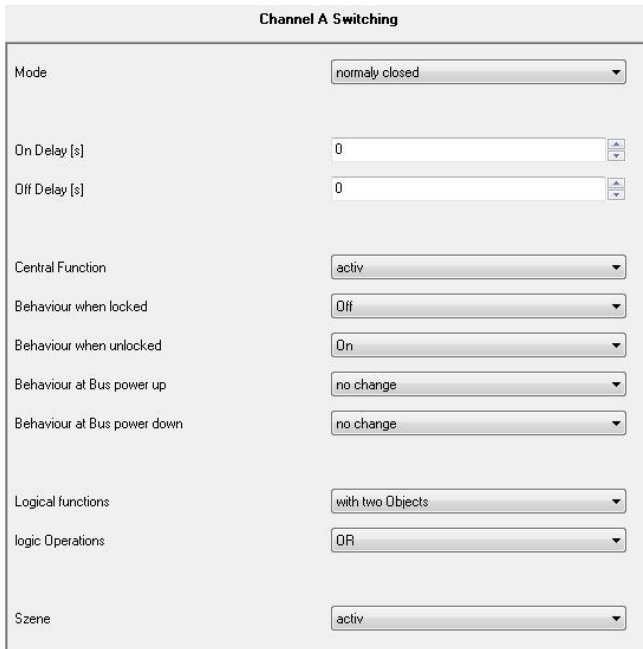 Channel A Switching
Mode normaly closed
On Delay [s] 0
Off Delay [s] 0
Central Function activ
Behaviour when locked Off
Behaviour when unlocked On
Behaviour at Bus power up no change
Behaviour at Bus power down no change
Logical functions with two Objects
logic Operations OR
Szene activ